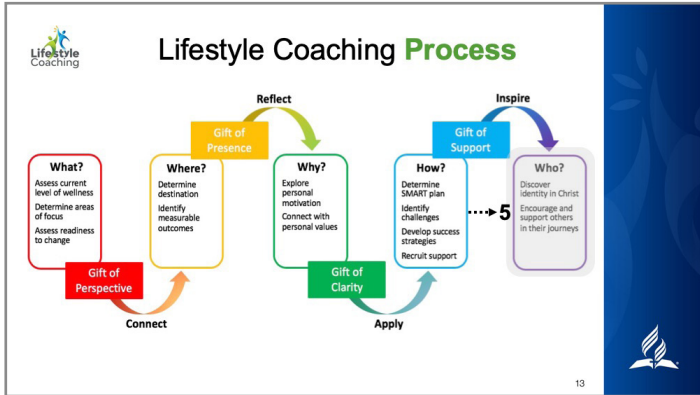 Lifestyle
Coaching
Lifestyle Coaching Process
Reflect
Inspire
Gift of
Presence
Gift of
Support
What?
Assess current
level of wellness
Determine areas
of focus
Assess readiness
to change
Where?
Determine
destination
Identify
measurable
outcomes
Why?
Explore
personal
motivation
Connect with
personal values
How?
Determine
SMART plan
Identify
challenges
Develop success
strategies
Recruit support
5
Who?
Discover
identity in Christ
Encourage and
support others
in their journeys
Gift of
Perspective
Gift of
Clarity
Connect
Apply
13